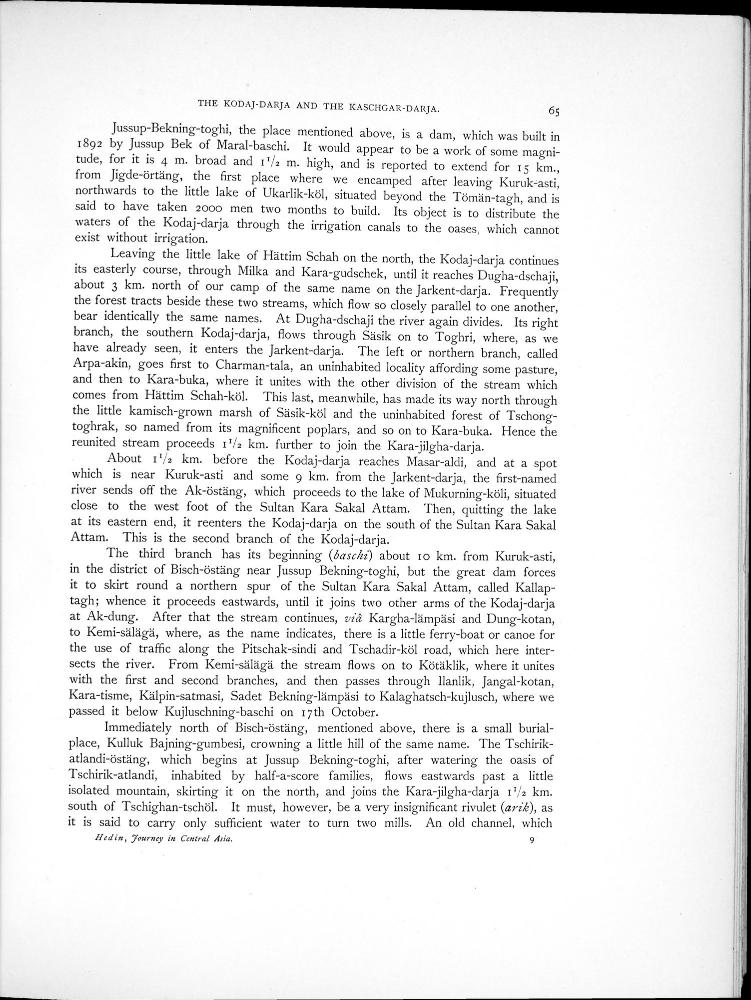 THE KODAJ-DARJA AND THE KASCHGAR-DARJA.
65
Jussup-Bekning-toghi, the place mentioned above, is a dam, which was built in
1892 by Jussup Bek of Maral-baschi. It would appear to be a work of some magni-
tude, for it is 4 m. broad and 1¹/₂ m. high, and is reported to extend for 15 km.,
from Jigde-örtäng, the first place where we encamped after leaving Kuruk-asti,
northwards to the little lake of Ukarlik-köl, situated beyond the Tömän-tagh, and is
said to have taken 2000 men two months to build. Its object is to distribute the
waters of the Kodaj-darja through the irrigation canals to the oases, which cannot
exist without irrigation.
Leaving the little lake of Hättim Schah on the north, the Kodaj-darja continues
its easterly course, through Milka and Kara-gudschek, until it reaches Dugha-dschaji,
about 3 km. north of our camp of the same name on the Jarkent-darja. Frequently
the forest tracts beside these two streams, which flow so closely parallel to one another,
bear identically the same names. At Dugha-dschaji the river again divides. Its right
branch, the southern Kodaj-darja, flows through Säsik on to Toghri, where, as we
have already seen, it enters the Jarkent-darja. The left or northern branch, called
Arpa-akin, goes first to Charman-tala, an uninhabited locality affording some pasture,
and then to Kara-buka, where it unites with the other division of the stream which
comes from Hättim Schah-köl. This last, meanwhile, has made its way north through
the little kamisch-grown marsh of Säsik-köl and the uninhabited forest of Tschong-
toghrak, so named from its magnificent poplars, and so on to Kara-buka. Hence the
reunited stream proceeds 1¹/₂ km. further to join the Kara-jilgha-darja.
About 1¹/₂ km. before the Kodaj-darja reaches Masar-aldi, and at a spot
which is near Kuruk-asti and some 9 km. from the Jarkent-darja, the first-named
river sends off the Ak-östäng, which proceeds to the lake of Mukurning-köli, situated
close to the west foot of the Sultan Kara Sakal Attam. Then, quitting the lake
at its eastern end, it reenters the Kodaj-darja on the south of the Sultan Kara Sakal
Attam. This is the second branch of the Kodaj-darja.
The third branch has its beginning (baschi) about 10 km. from Kuruk-asti,
in the district of Bisch-östäng near Jussup Bekning-toghi, but the great dam forces
it to skirt round a northern spur of the Sultan Kara Sakal Attam, called Kallap-
tagh; whence it proceeds eastwards, until it joins two other arms of the Kodaj-darja
at Ak-dung. After that the stream continues, viâ Kargha-lämpäsi and Dung-kotan,
to Kemi-sälägä, where, as the name indicates, there is a little ferry-boat or canoe for
the use of traffic along the Pitschak-sindi and Tschadir-köl road, which here inter-
sects the river. From Kemi-sälägä the stream flows on to Kötäklik, where it unites
with the first and second branches, and then passes through Ilanlik, Jangal-kotan,
Kara-tisme, Kälpin-satmasi, Sadet Bekning-lämpäsi to Kalaghatsch-kujlusch, where we
passed it below Kujluschning-baschi on 17th October.
Immediately north of Bisch-östäng, mentioned above, there is a small burial-
place, Kulluk Bajning-gumbesi, crowning a little hill of the same name. The Tschirik-
atlandi-östäng, which begins at Jussup Bekning-toghi, after watering the oasis of
Tschirik-atlandi, inhabited by half-a-score families, flows eastwards past a little
isolated mountain, skirting it on the north, and joins the Kara-jilgha-darja 1¹/₂ km.
south of Tschighan-tschöl. It must, however, be a very insignificant rivulet (arik), as
it is said to carry only sufficient water to turn two mills. An old channel, which
Hedin, Journey in Central Asia.
9